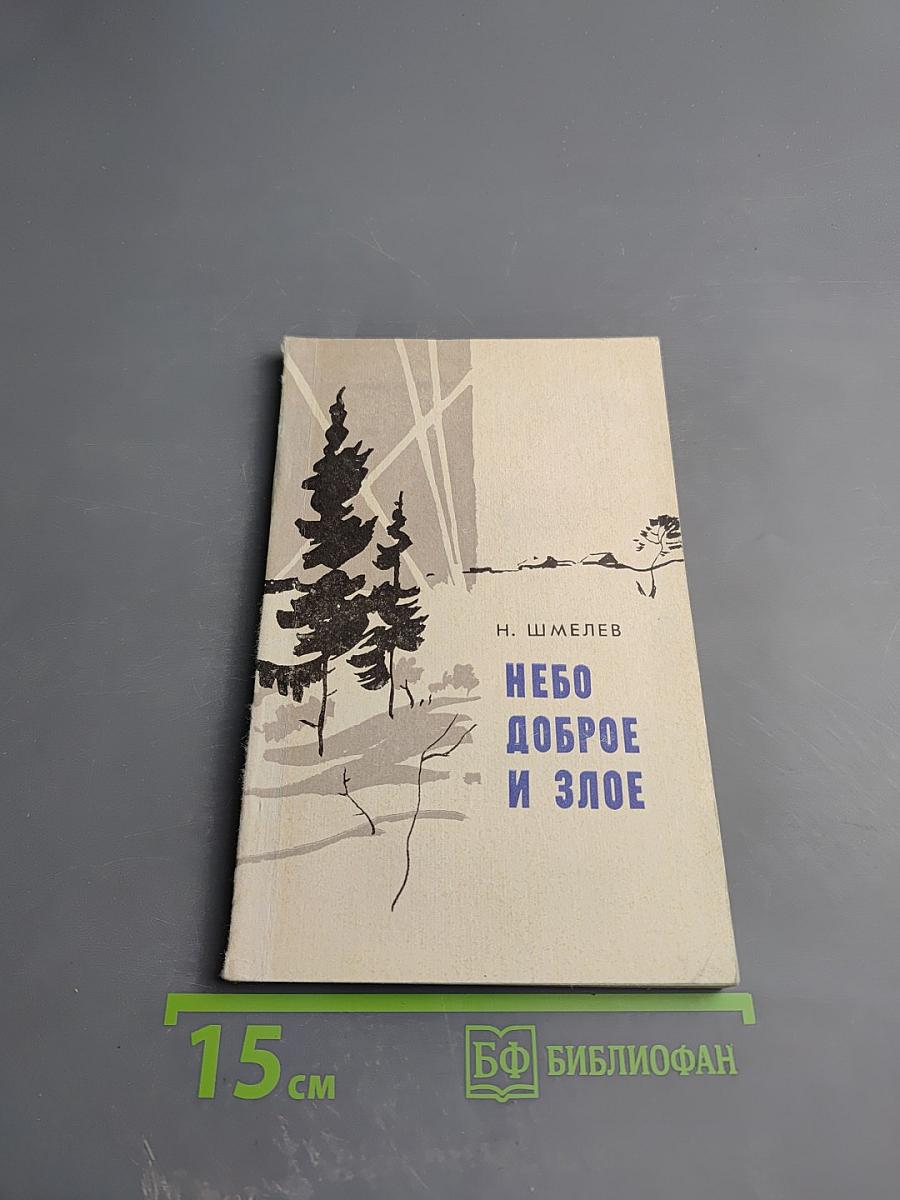 Н. ШМЕЛЕВ
НЕБО
ДОБРОЕ
И ЗЛОЕ
15 см
БФ БИБЛИОФАН